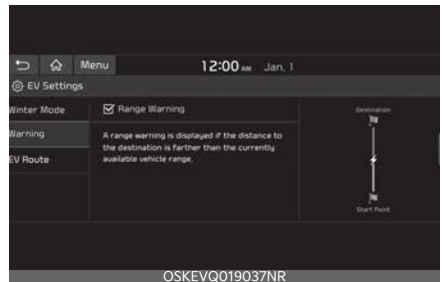 Menu 12:00 AM Jan. 1
EV Settings
Winter Mode
Warning
EV Route
Range Warning
A range warning is displayed if the distance to
the destination is farther than the currently
available vehicle range.
Destination
Start Point
OSKEVQ019037NR